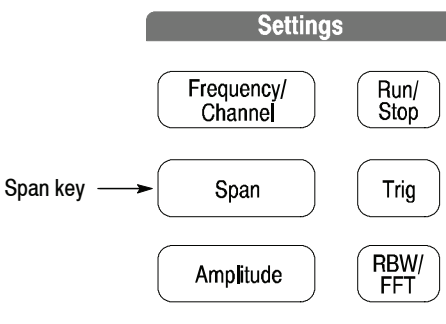 Settings
Frequency/
Channel
Run/
Stop
Span key
Span
Trig
Amplitude
RBW/
FFT